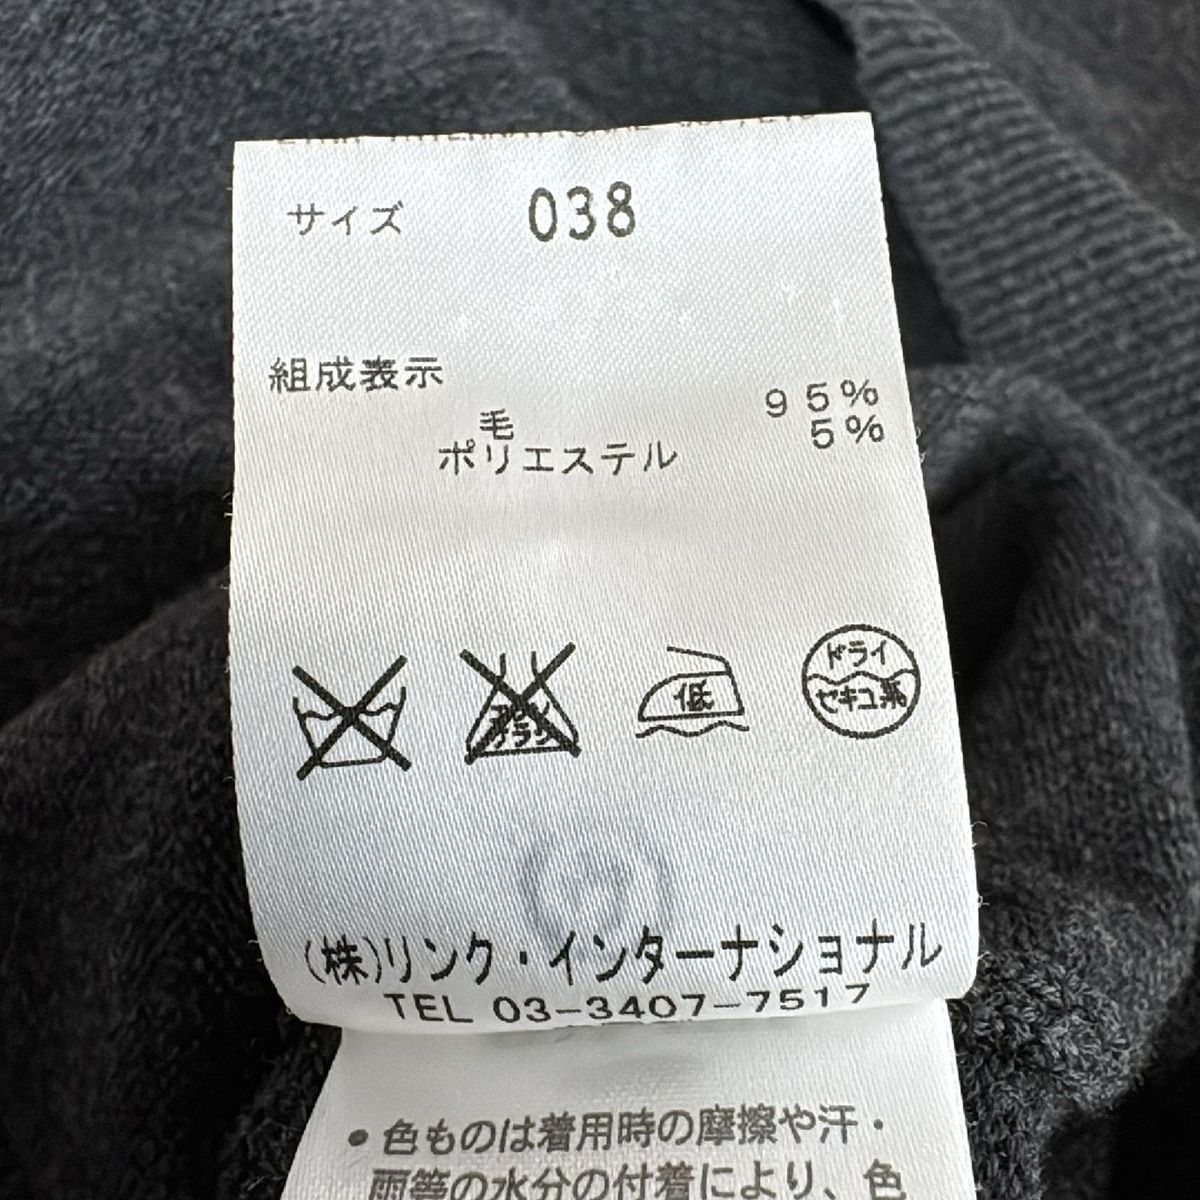 サイズ 038
組成表示
毛 95%
ポリエステル 5%
低
ドライ
セキユ系
(株)リンク・インターナショナル
TEL 03-3407-7517
• 色ものは着用時の摩擦や汗・
雨等の水分の付着により、色